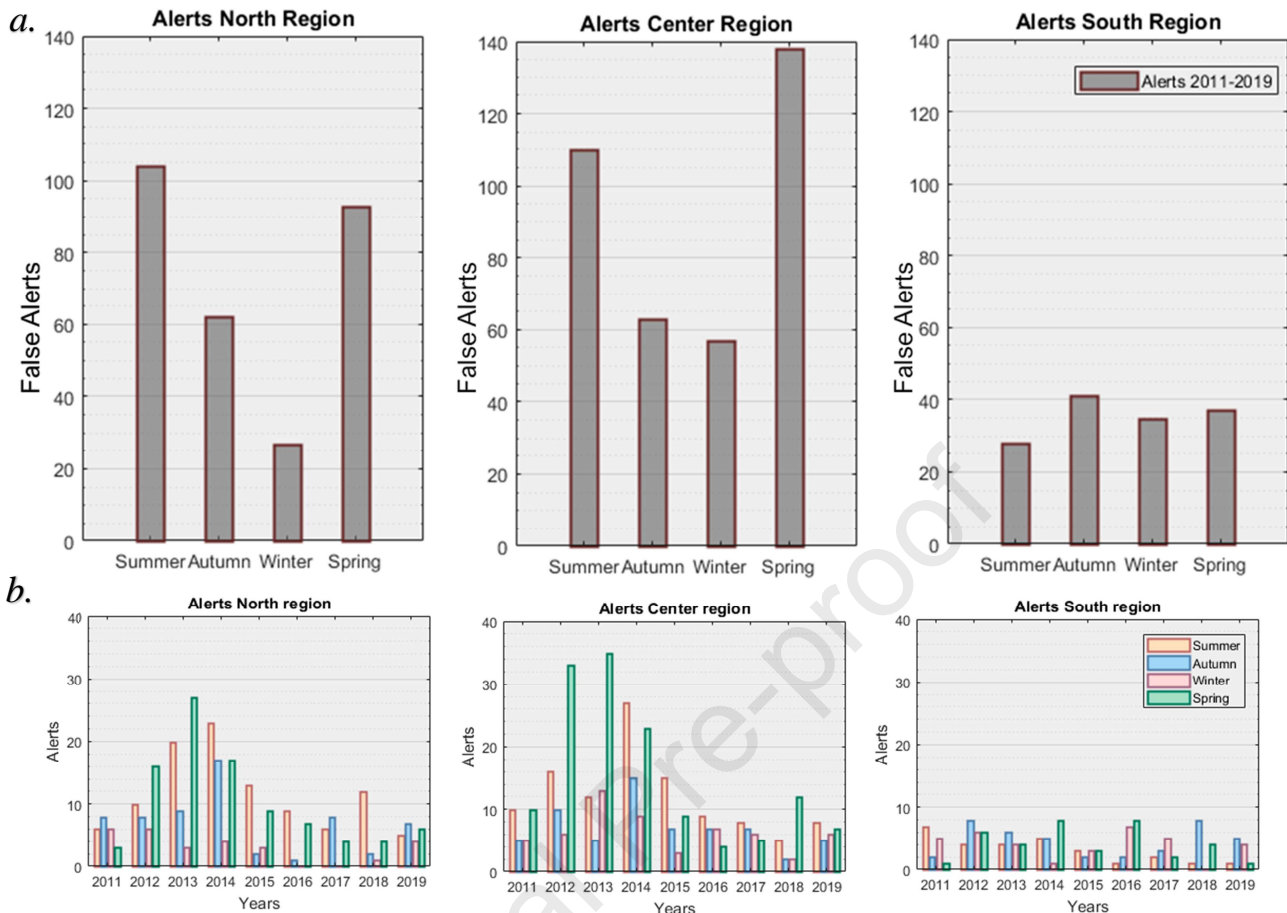 a.
Alerts North Region
False Alerts
140
120
100
80
60
40
20
0
Summer Autumn Winter Spring
Alerts Center Region
False Alerts
140
120
100
80
60
40
20
0
Summer Autumn Winter Spring
Alerts South Region
False Alerts
140
120
100
80
60
40
20
0
Alerts 2011-2019
Summer Autumn Winter Spring
b.
Alerts North region
Alerts
40
30
20
10
0
2011 2012 2013 2014 2015 2016 2017 2018 2019
Years
Alerts Center region
Alerts
40
30
20
10
0
2011 2012 2013 2014 2015 2016 2017 2018 2019
Years
Alerts South region
Alerts
40
30
20
10
0
Summer
Autumn
Winter
Spring
2011 2012 2013 2014 2015 2016 2017 2018 2019
Years
al Pre-proof